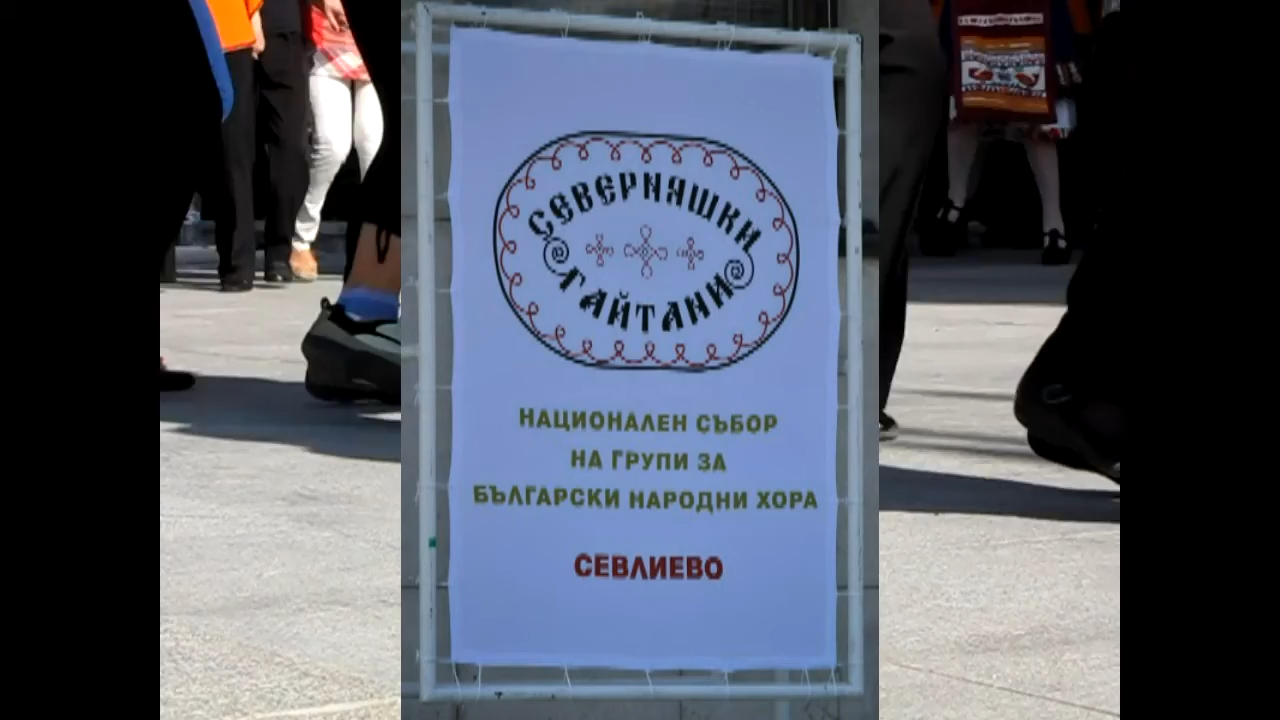 СЕВЕРНЯШКИ
ГАЙТАНИ
НАЦИОНАЛЕН СЪБОР
НА ГРУПИ ЗА
БЪЛГАРСКИ НАРОДНИ ХОРА
СЕВЛИЕВО